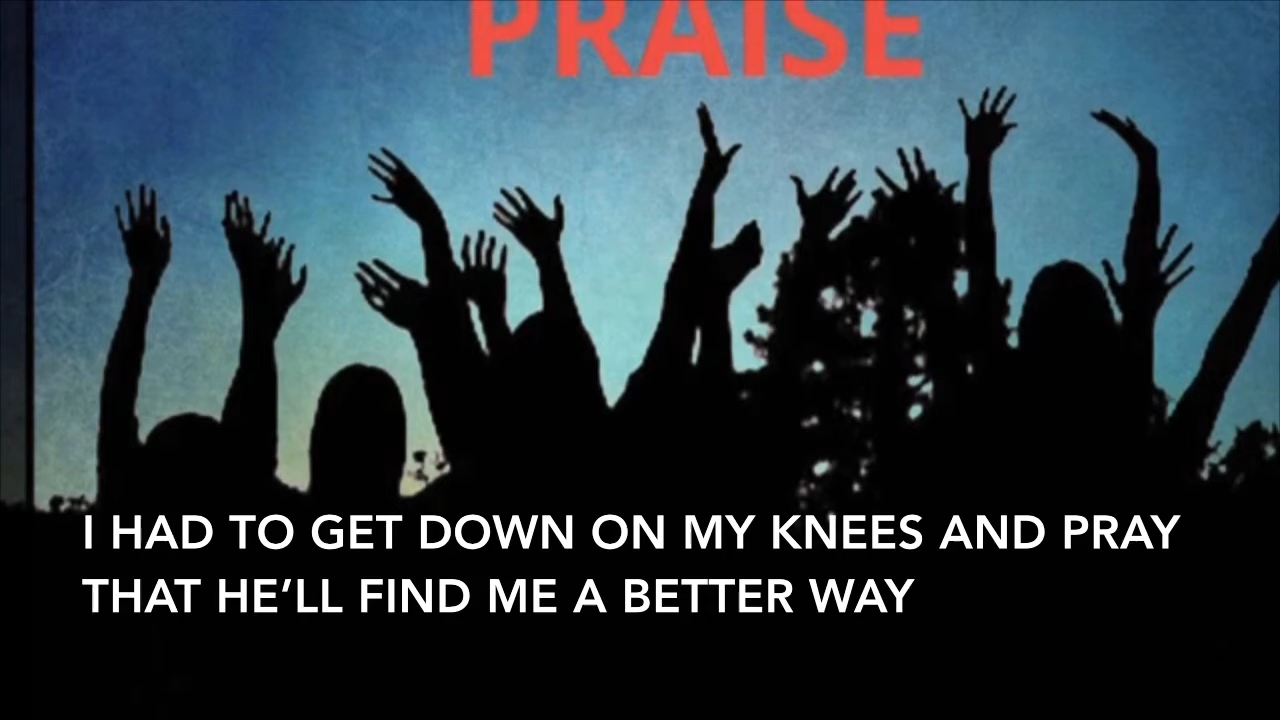 PRAISE
I HAD TO GET DOWN ON MY KNEES AND PRAY
THAT HE’LL FIND ME A BETTER WAY